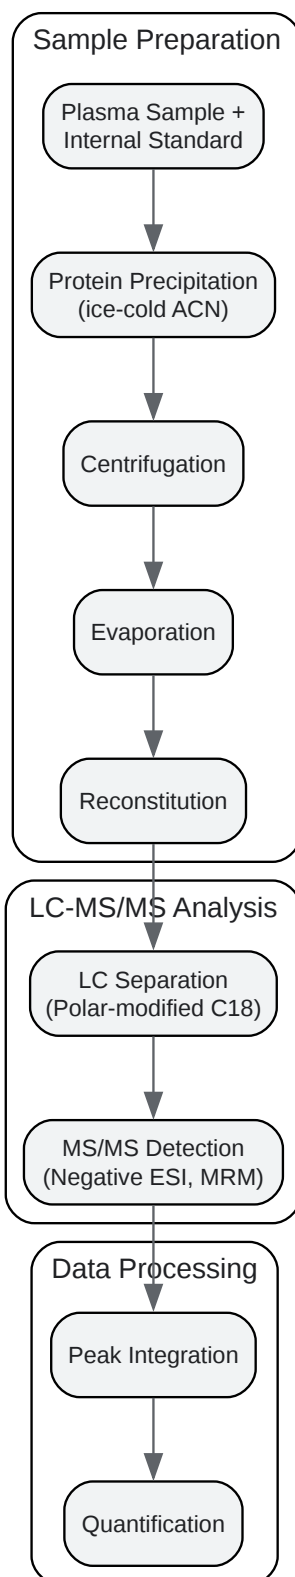 Sample Preparation
Plasma Sample +
Internal Standard
Protein Precipitation
(ice-cold ACN)
Centrifugation
Evaporation
Reconstitution
LC-MS/MS Analysis
LC Separation
(Polar-modified C18)
MS/MS Detection
(Negative ESI, MRM)
Data Processing
Peak Integration
Quantification